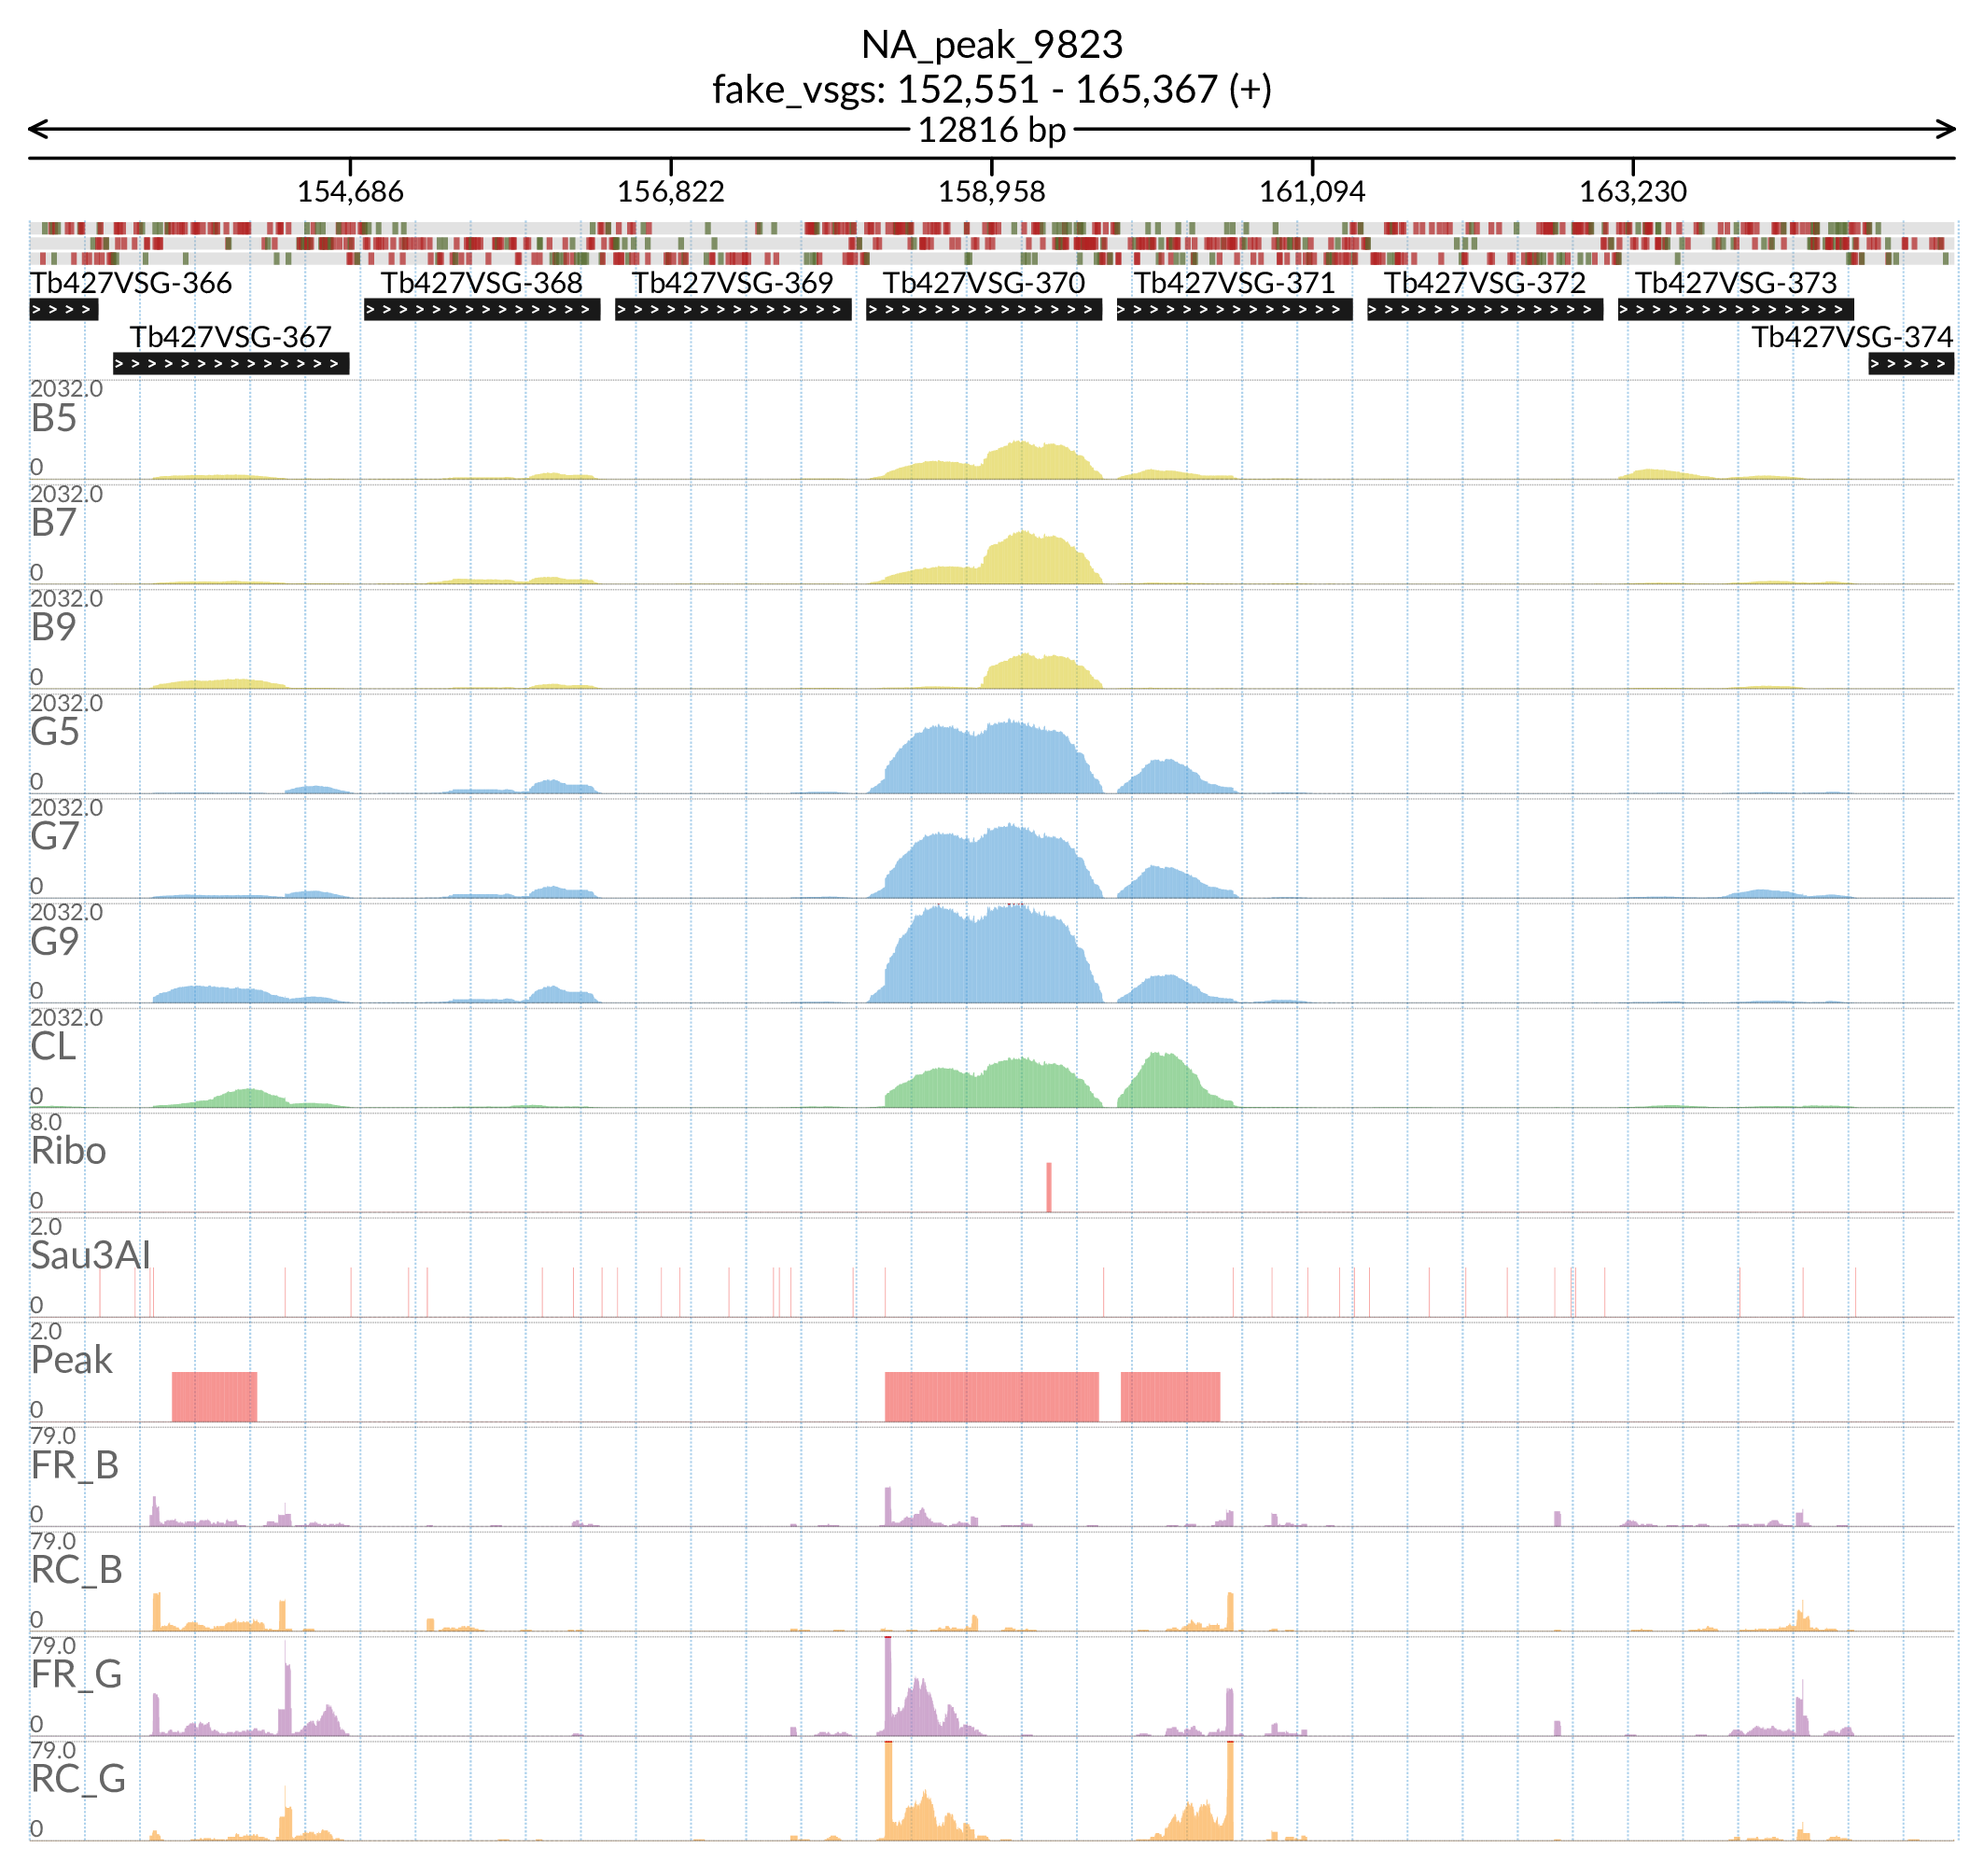 NA_peak_9823
fake_vsgs: 152,551 - 165,367 (+)
12816 bp
154,686 156,822 158,958 161,094 163,230
Tb427VSG-366 Tb427VSG-368 Tb427VSG-369 Tb427VSG-370 Tb427VSG-371 Tb427VSG-372 Tb427VSG-373
Tb427VSG-367 Tb427VSG-374
2032.0
B5
0
2032.0
B7
0
2032.0
B9
0
2032.0
G5
0
2032.0
G7
0
2032.0
G9
0
2032.0
CL
0
8.0
Ribo
0
2.0
Sau3AI
0
2.0
Peak
0
79.0
FR_B
0
79.0
RC_B
0
79.0
FR_G
0
79.0
RC_G
0